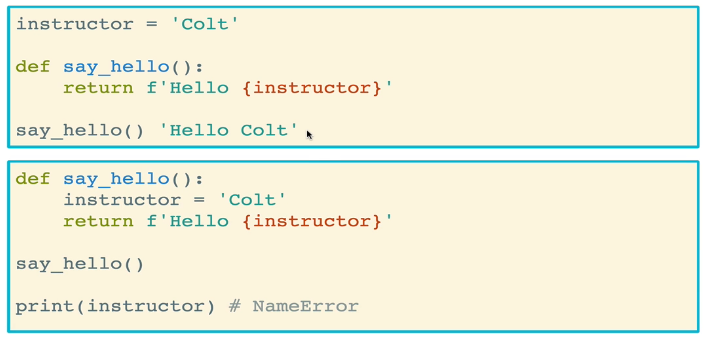 instructor = 'Colt'
def say_hello():
    return f'Hello {instructor}'
say_hello() 'Hello Colt'
def say_hello():
    instructor = 'Colt'
    return f'Hello {instructor}'
say_hello()
print(instructor) # NameError